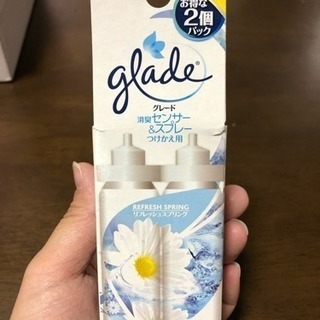 お得な
2個
パック
glade
グレード
消臭センサー
&スプレー
つけかえ用
REFRESH SPRING
リフレッシュスプリング